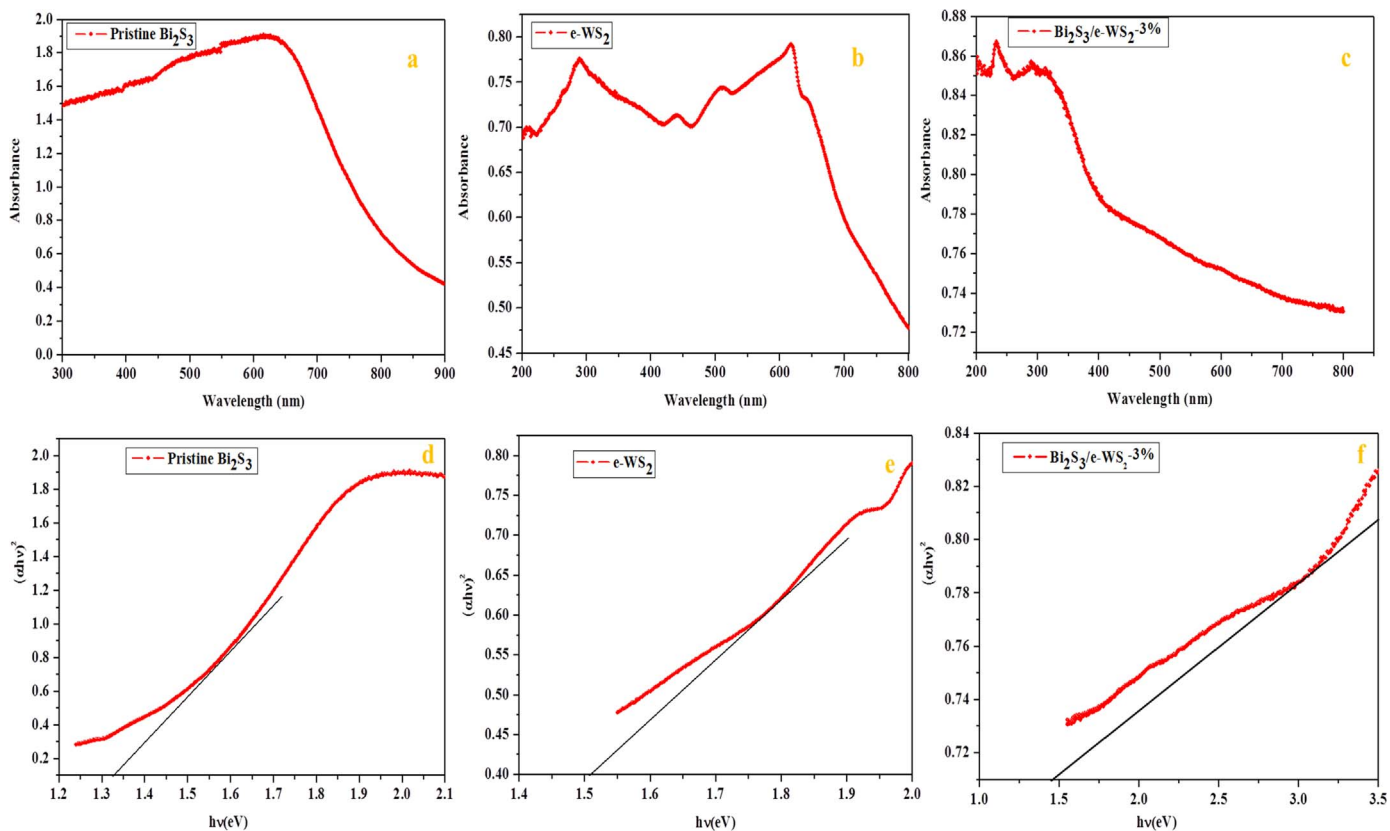 Pristine Bi₂S₃
a
2.0
1.8
1.6
1.4
1.2
1.0
0.8
0.6
0.4
0.2
0.0
Absorbance
300 400 500 600 700 800 900
Wavelength (nm)
e-WS₂
b
0.80
0.75
0.70
0.65
0.60
0.55
0.50
0.45
Absorbance
200 300 400 500 600 700 800
Wavelength (nm)
Bi₂S₃/e-WS₂-3%
c
0.88
0.86
0.84
0.82
0.80
0.78
0.76
0.74
0.72
Absorbance
200 300 400 500 600 700 800
Wavelength (nm)
Pristine Bi₂S₃
d
2.0
1.8
1.6
1.4
1.2
1.0
0.8
0.6
0.4
0.2
(αhν)²
1.2 1.3 1.4 1.5 1.6 1.7 1.8 1.9 2.0 2.1
hν(eV)
e-WS₂
e
0.80
0.75
0.70
0.65
0.60
0.55
0.50
0.45
0.40
(αhν)²
1.4 1.5 1.6 1.7 1.8 1.9 2.0
hν(eV)
Bi₂S₃/e-WS₂-3%
f
0.84
0.82
0.80
0.78
0.76
0.74
0.72
(αhν)²
1.0 1.5 2.0 2.5 3.0 3.5
hν(eV)